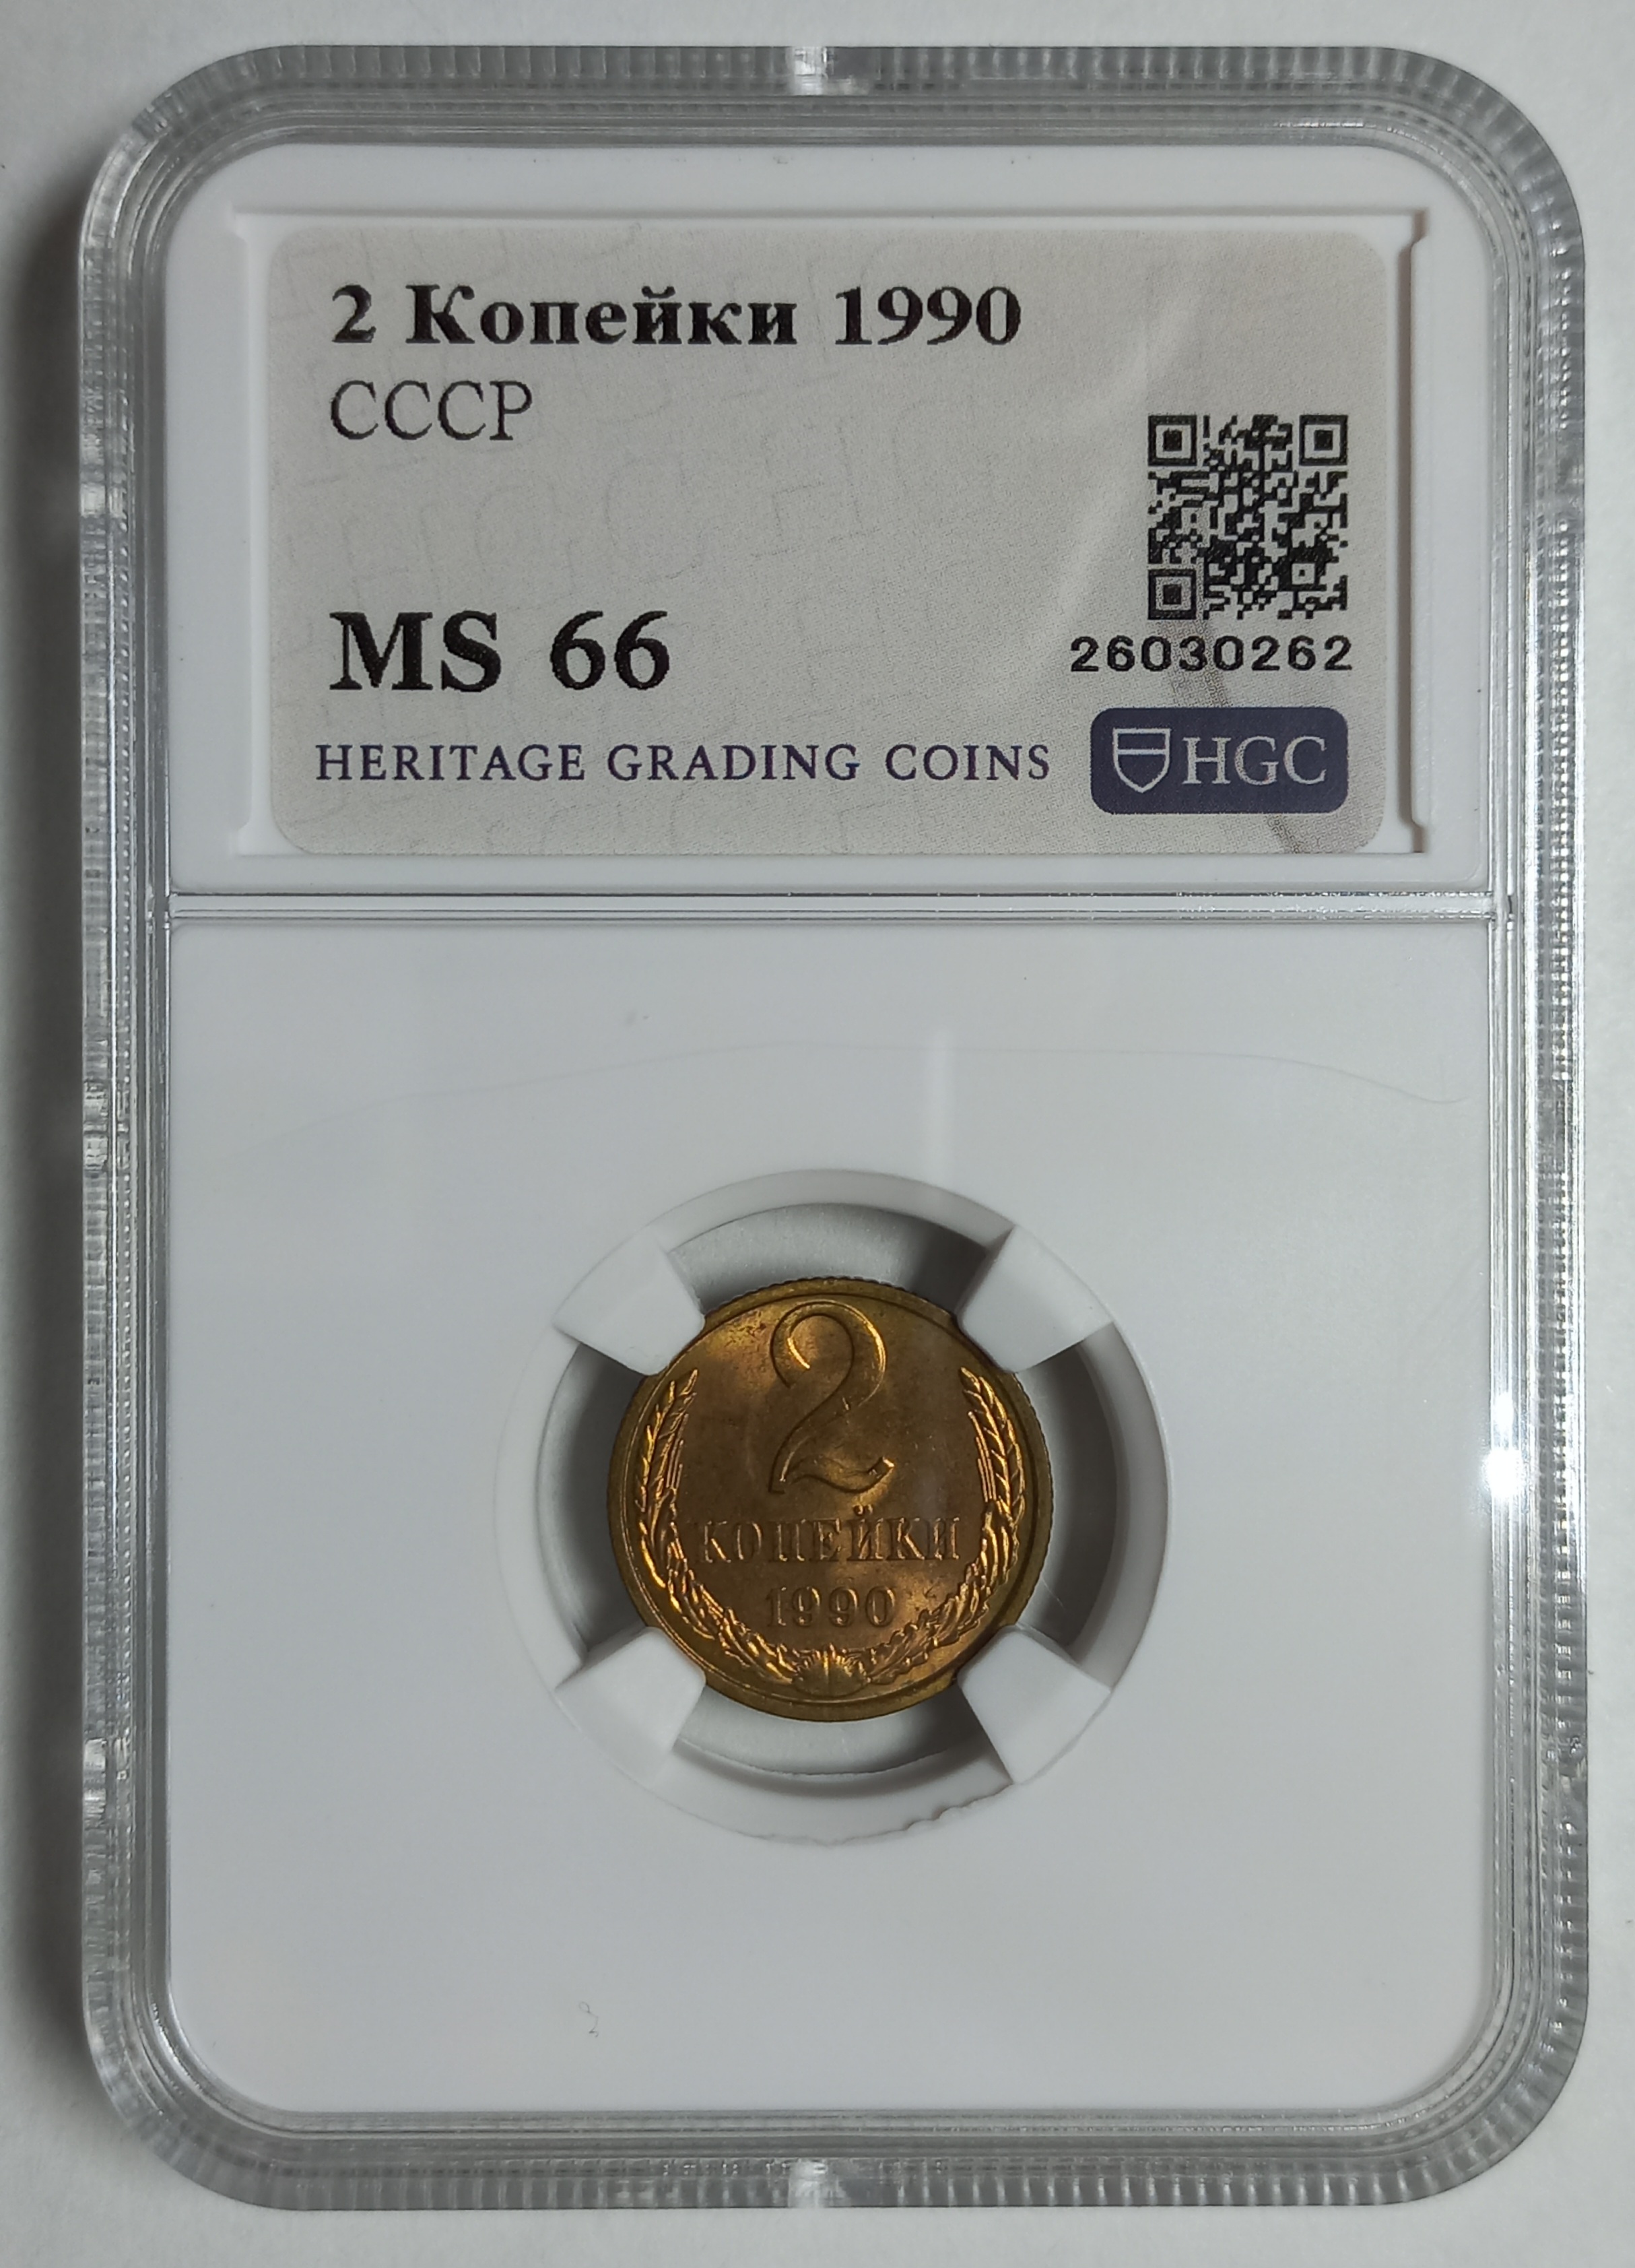 2 Копейки 1990
СССР
MS 66
26030262
HERITAGE GRADING COINS
HGC
2
КОПЕЙКИ
1990